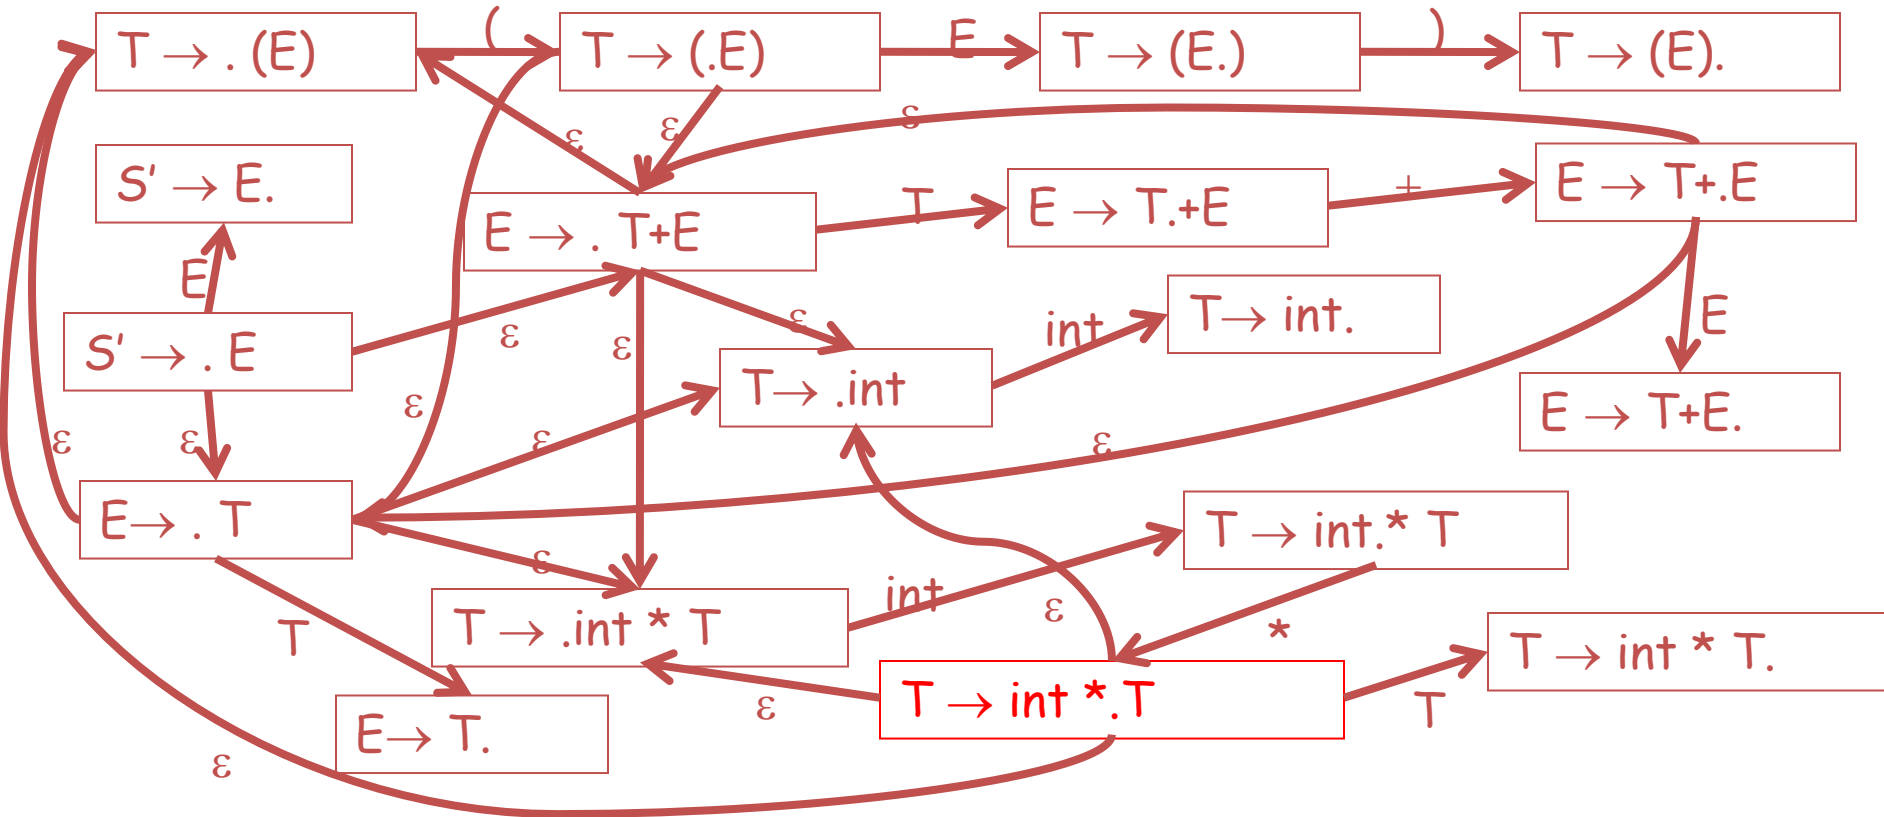 T → . (E)
(
T → (.E)
E
T → (E.)
)
T → (E).
ε
ε
ε
S' → E.
E → . T+E
T
E → T.+E
+
E → T+.E
E
S' → . E
ε
ε
ε
T→ .int
int
T→ int.
E
E → T+E.
ε
ε
ε
ε
ε
E→ . T
ε
T → int.* T
T
T → .int * T
int
ε
*
T → int * T.
E→ T.
ε
T → int *.T
T
ε